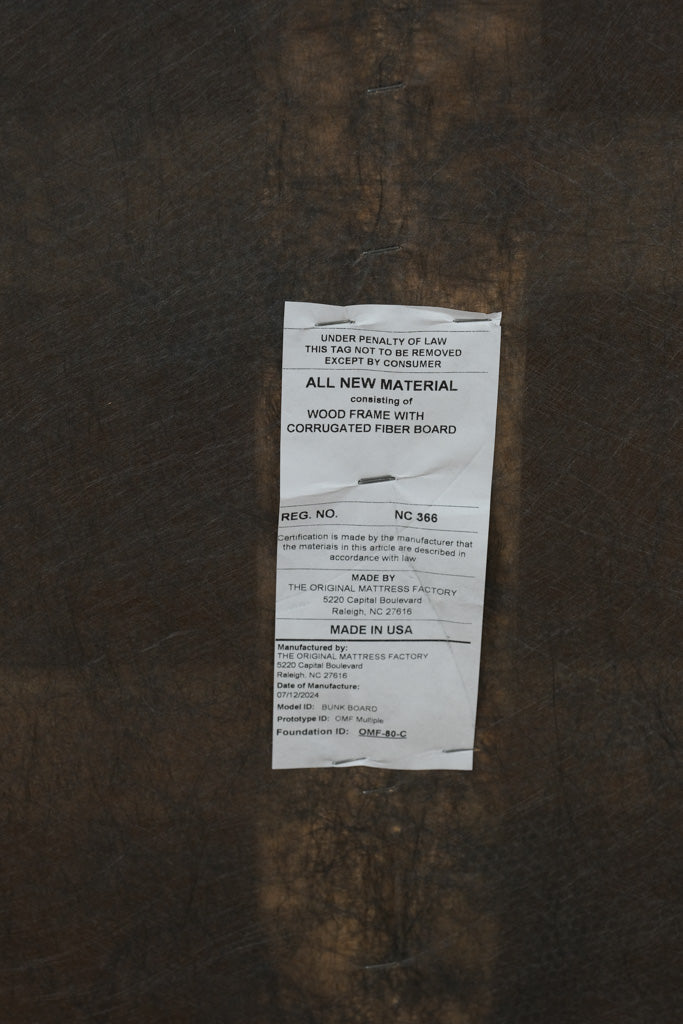 UNDER PENALTY OF LAW
THIS TAG NOT TO BE REMOVED
EXCEPT BY CONSUMER
ALL NEW MATERIAL
consisting of
WOOD FRAME WITH
CORRUGATED FIBER BOARD
REG. NO. NC 366
Certification is made by the manufacturer that
the materials in this article are described in
accordance with law
MADE BY
THE ORIGINAL MATTRESS FACTORY
5220 Capital Boulevard
Raleigh, NC 27616
MADE IN USA
Manufactured by:
THE ORIGINAL MATTRESS FACTORY
5220 Capital Boulevard
Raleigh, NC 27616
Date of Manufacture:
07/12/2024
Model ID: BUNK BOARD
Prototype ID: OMF Multiple
Foundation ID: OMF-80-C